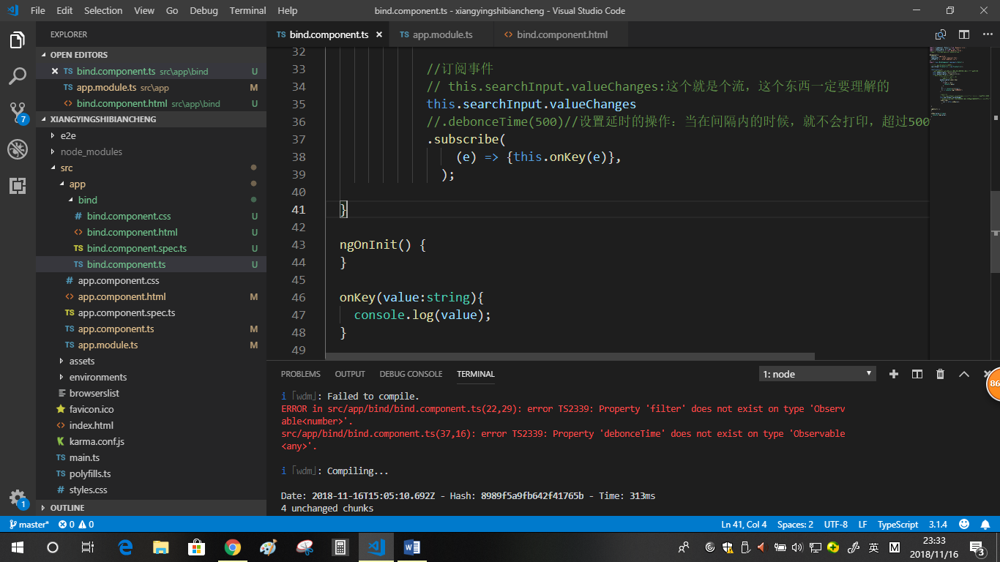 File Edit Selection View Go Debug Terminal Help
bind.component.ts - xiangyingshibiancheng - Visual Studio Code
EXPLORER
OPEN EDITORS
TS bind.component.ts src\app\bind U
TS app.module.ts src\app M
<> bind.component.html src\app\bind U
XIANGYINGSHIBIANCHENG
e2e
node_modules
src
app
bind
# bind.component.css U
<> bind.component.html U
TS bind.component.spec.ts U
TS bind.component.ts U
# app.component.css
<> app.component.html M
TS app.component.spec.ts
TS app.component.ts M
TS app.module.ts M
assets
environments
browserslist
favicon.ico
<> index.html
karma.conf.js
TS main.ts
TS polyfills.ts
# styles.css
OUTLINE
7
1
TS bind.component.ts
TS app.module.ts
<> bind.component.html
32
33 //订阅事件
34 // this.searchInput.valueChanges:这个就是个流，这个东西一定要理解的
35 this.searchInput.valueChanges
36 //.debonceTime(500)//设置延时的操作：当在间隔内的时候，就不会打印，超过500
37 .subscribe(
38 (e) => {this.onKey(e)},
39 );
40
41 }
42
43 ngOnInit() {
44 }
45
46 onKey(value:string){
47 console.log(value);
48 }
49
PROBLEMS OUTPUT DEBUG CONSOLE TERMINAL
1: node
i ｢wdm｣: Failed to compile.
ERROR in src/app/bind/bind.component.ts(22,29): error TS2339: Property 'filter' does not exist on type 'Observ
able<number>'.
src/app/bind/bind.component.ts(37,16): error TS2339: Property 'debonceTime' does not exist on type 'Observable
<any>'.
i ｢wdm｣: Compiling...
Date: 2018-11-16T15:05:10.692Z - Hash: 8989f5a9fb642f41765b - Time: 313ms
4 unchanged chunks
86
master* 0 0
Ln 41, Col 4 Spaces: 2 UTF-8 LF TypeScript 3.1.4
英 M
23:33
2018/11/16
3